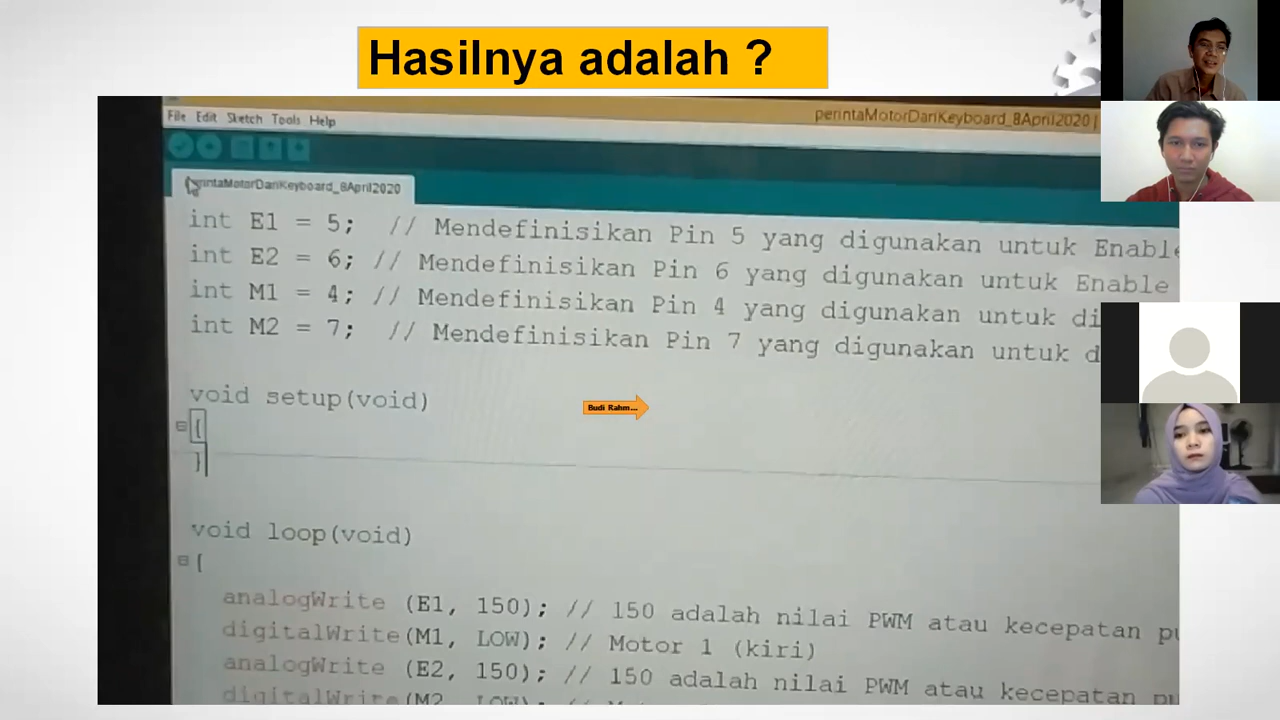 Hasilnya adalah ?
File Edit Sketch Tools Help
perintaMotorDariKeyboard_8April2020 |
perintaMotorDariKeyboard_8April2020
int E1 = 5; // Mendefinisikan Pin 5 yang digunakan untuk Enable
int E2 = 6; // Mendefinisikan Pin 6 yang digunakan untuk Enable
int M1 = 4; // Mendefinisikan Pin 4 yang digunakan untuk di
int M2 = 7; // Mendefinisikan Pin 7 yang digunakan untuk d
void setup(void)
Budi Rahm...
{
}
void loop(void)
{
analogWrite (E1, 150); // 150 adalah nilai PWM atau kecepatan pu
digitalWrite(M1, LOW); // Motor 1 (kiri)
analogWrite (E2, 150); // 150 adalah nilai PWM atau kecepatan pu
digitalWrite(M2, LOW); //